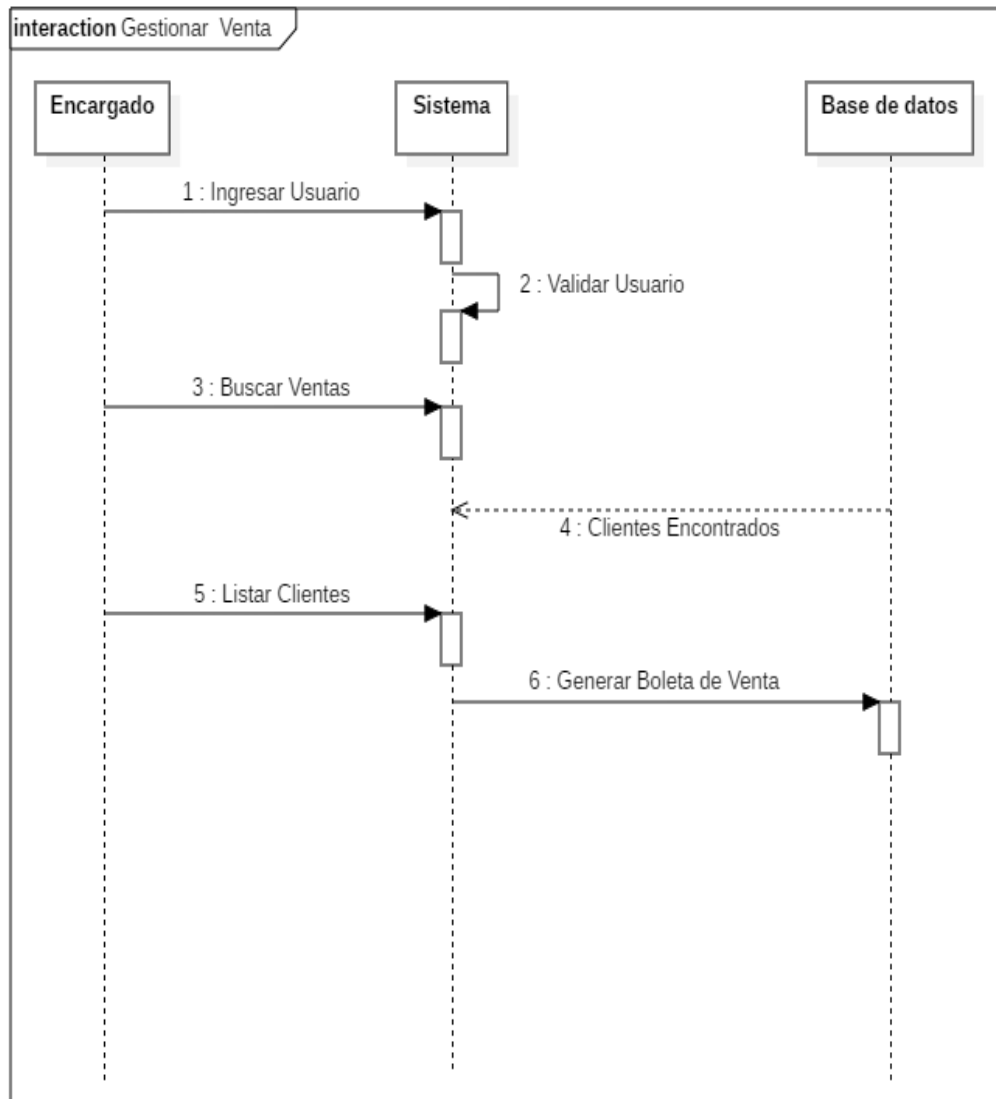 interaction Gestionar Venta
Encargado
Sistema
Base de datos
1 : Ingresar Usuario
2 : Validar Usuario
3 : Buscar Ventas
4 : Clientes Encontrados
5 : Listar Clientes
6 : Generar Boleta de Venta